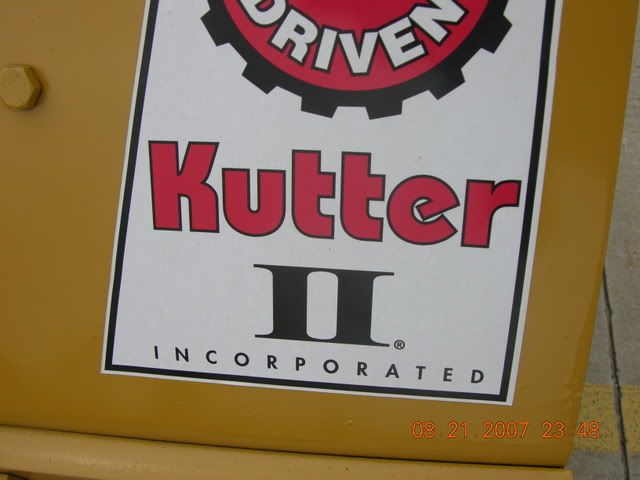 DRIVEN
Kutter
II®
INCORPORATED
08.21.2007 23:48